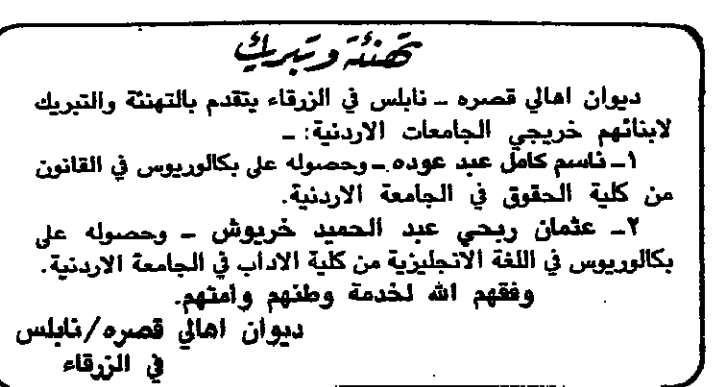 تهنئة وتبريك
ديوان اهالي قصره – نابلس في الزرقاء يتقدم بالتهنئة والتبريك
لابنائهم خريجي الجامعات الاردنية: –
١– ناسم كامل عبد عوده – وحصوله على بكالوريوس في القانون
من كلية الحقوق في الجامعة الاردنية.
٢– عثمان ربحي عبد الحميد خريوش – وحصوله على
بكالوريوس في اللغة الانجليزية من كلية الاداب في الجامعة الاردنية.
وفقهم الله لخدمة وطنهم وامتهم.
ديوان اهالي قصره/نابلس
في الزرقاء